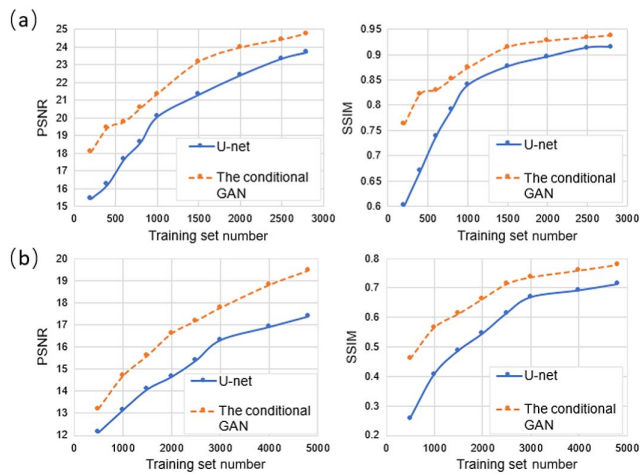 (a)
25
24
23
22
21
20
19
18
17
16
15
PSNR
U-net
The conditional
GAN
0 500 1000 1500 2000 2500 3000
Training set number
0.95
0.9
0.85
0.8
0.75
0.7
0.65
0.6
SSIM
U-net
The conditional
GAN
0 500 1000 1500 2000 2500 3000
Training set number
(b)
20
19
18
17
16
15
14
13
12
PSNR
U-net
The conditional
GAN
0 1000 2000 3000 4000 5000
Training set number
0.8
0.7
0.6
0.5
0.4
0.3
0.2
SSIM
U-net
The conditional
GAN
0 1000 2000 3000 4000 5000
Training set number